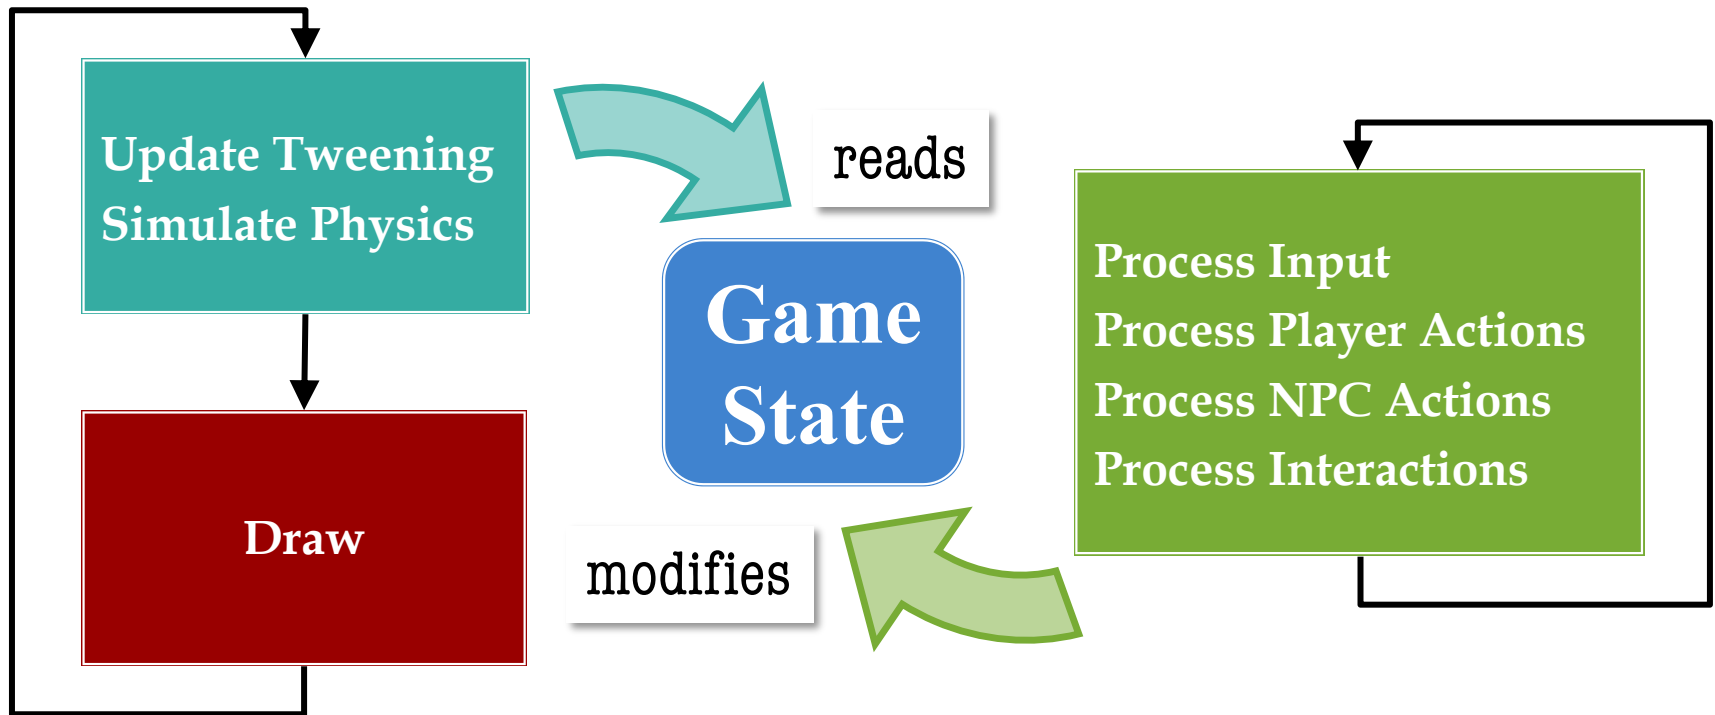 Update Tweening
Simulate Physics
Draw
reads
Game
State
modifies
Process Input
Process Player Actions
Process NPC Actions
Process Interactions